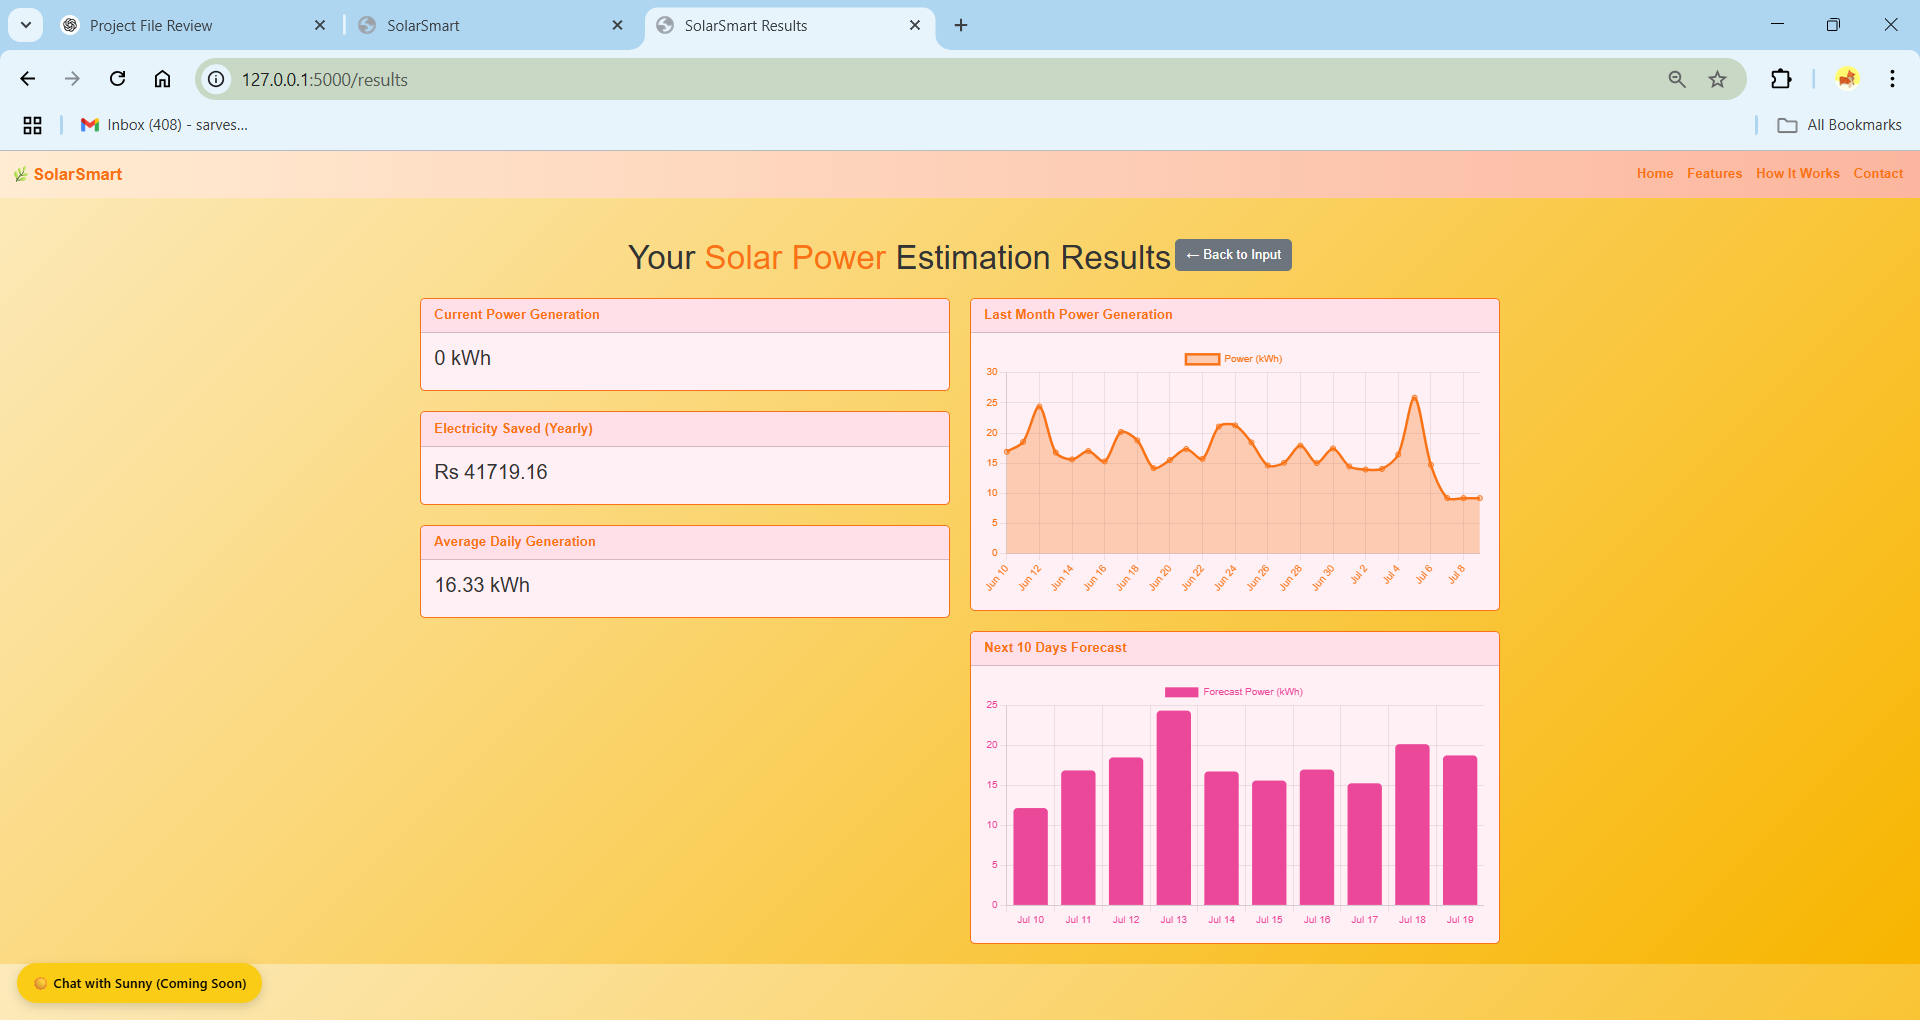 Project File Review
SolarSmart
SolarSmart Results
127.0.0.1:5000/results
Inbox (408) - sarves...
All Bookmarks
SolarSmart
Home Features How It Works Contact
Your Solar Power Estimation Results
← Back to Input
Current Power Generation
0 kWh
Electricity Saved (Yearly)
Rs 41719.16
Average Daily Generation
16.33 kWh
Last Month Power Generation
Power (kWh)
30
25
20
15
10
5
0
Jun 10 Jun 12 Jun 14 Jun 16 Jun 18 Jun 20 Jun 22 Jun 24 Jun 26 Jun 28 Jun 30 Jul 2 Jul 4 Jul 6 Jul 8
Next 10 Days Forecast
Forecast Power (kWh)
25
20
15
10
5
0
Jul 10 Jul 11 Jul 12 Jul 13 Jul 14 Jul 15 Jul 16 Jul 17 Jul 18 Jul 19
Chat with Sunny (Coming Soon)